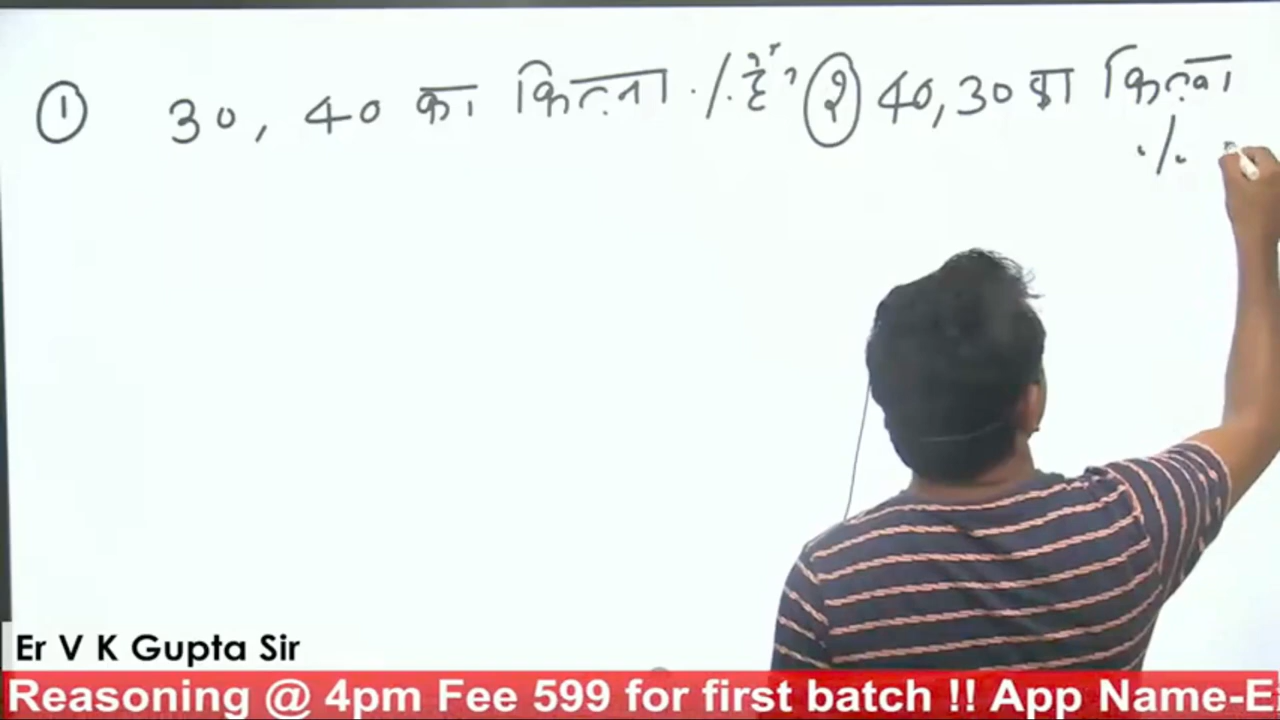 ① 30, 40 का कितना % है? ② 40, 30 का कितना
%
Er V K Gupta Sir
Reasoning @ 4pm Fee 599 for first batch !! App Name-E